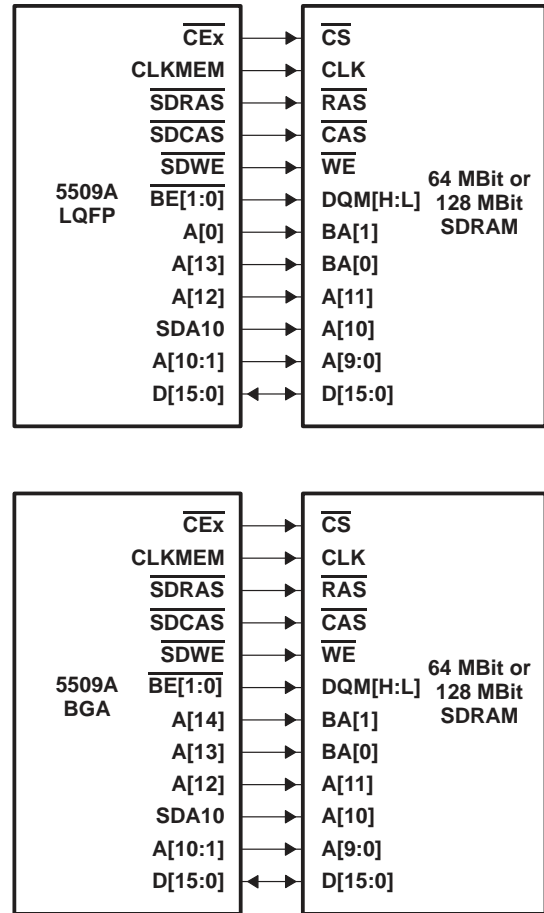 CEx CS
CLKMEM CLK
SDRAS RAS
SDCAS CAS
SDWE WE
5509A LQFP
BE[1:0] DQM[H:L]
64 MBit or
128 MBit
SDRAM
A[0] BA[1]
A[13] BA[0]
A[12] A[11]
SDA10 A[10]
A[10:1] A[9:0]
D[15:0] D[15:0]
CEx CS
CLKMEM CLK
SDRAS RAS
SDCAS CAS
SDWE WE
5509A BGA
BE[1:0] DQM[H:L]
64 MBit or
128 MBit
SDRAM
A[14] BA[1]
A[13] BA[0]
A[12] A[11]
SDA10 A[10]
A[10:1] A[9:0]
D[15:0] D[15:0]